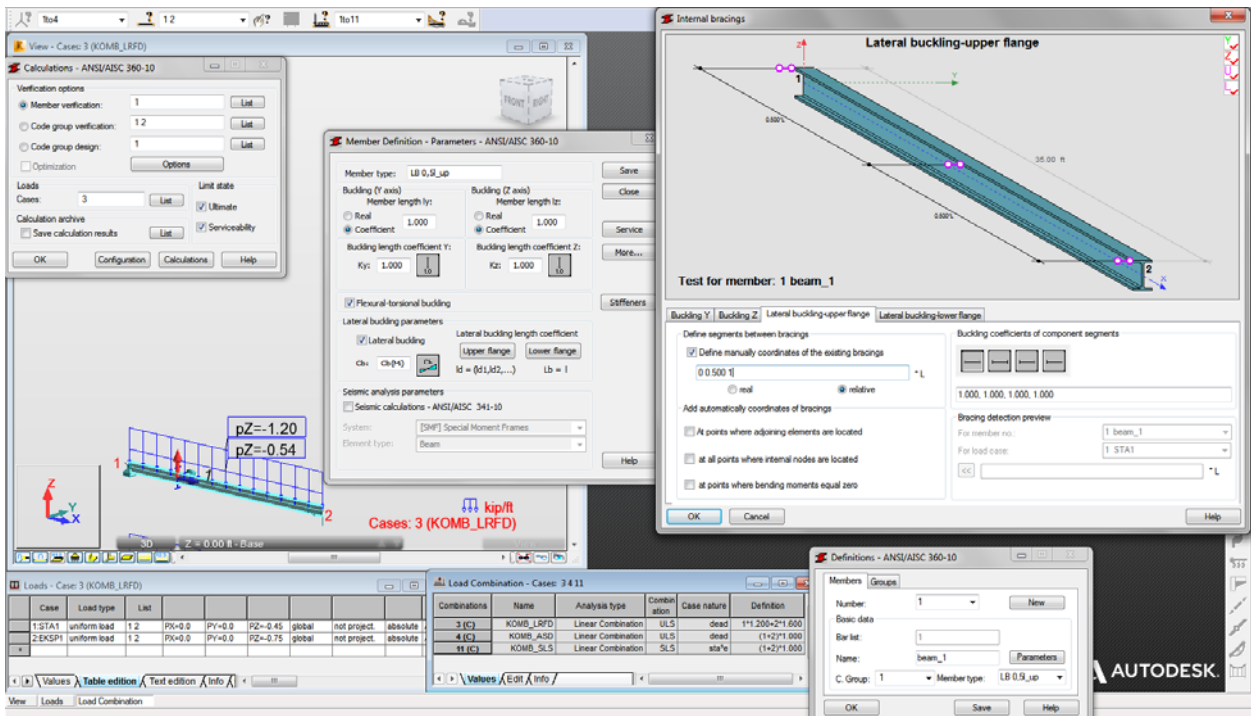 1to4
1 2
1to11
View - Cases: 3 (KOMB_LRFD)
FRONT
RIGHT
pZ=-1.20
pZ=-0.54
1
1
2
Z
Y
X
kip/ft
Cases: 3 (KOMB_LRFD)
3D
Z = 0.00 ft - Base
Calculations - ANSI/AISC 360-10
Verification options
Member verification:
1
List
Code group verification:
1 2
List
Code group design:
1
List
Optimization
Options
Loads
Cases:
3
List
Limit state
Ultimate
Serviceability
Calculation archive
Save calculation results
List
OK
Configuration
Calculations
Help
Member Definition - Parameters - ANSI/AISC 360-10
Member type:
LB 0,5l_up
Save
Close
Service
More...
Stiffeners
Help
Buckling (Y axis)
Member length ly:
Real
Coefficient
1.000
Buckling (Z axis)
Member length lz:
Real
Coefficient
1.000
Buckling length coefficient Y:
Ky:
1.000
1.0
Buckling length coefficient Z:
Kz:
1.000
1.0
Flexural-torsional buckling
Lateral buckling parameters
Lateral buckling
Cb:
Cb(M)
Cb
Lateral buckling length coefficient
Upper flange
Lower flange
ld = (ld1,ld2,...)
Lb = l
Seismic analysis parameters
Seismic calculations - ANSI/AISC 341-10
System:
[SMF] Special Moment Frames
Element type:
Beam
Internal bracings
Lateral buckling-upper flange
Z
Y
X
1
2
0.500*L
0.500*L
35.00 ft
Y
Z
U
L
Test for member: 1 beam_1
Buckling Y
Buckling Z
Lateral buckling-upper flange
Lateral buckling-lower flange
Define segments between bracings
Define manually coordinates of the existing bracings
0 0.500 1
* L
real
relative
Add automatically coordinates of bracings
At points where adjoining elements are located
at all points where internal nodes are located
at points where bending moments equal zero
Buckling coefficients of component segments
1.000, 1.000, 1.000, 1.000
Bracing detection preview
For member no.:
1 beam_1
For load case:
1 STA1
<<
* L
OK
Cancel
Help
Loads - Case: 3 (KOMB_LRFD)
Case Load type List
1:STA1 uniform load 1 2 PX=0.0 PY=0.0 PZ=-0.45 global not project. absolute
2:EKSP1 uniform load 1 2 PX=0.0 PY=0.0 PZ=-0.75 global not project. absolute
*
Values
Table edition
Text edition
Info
Load Combination - Cases: 3 4 11
Combinations Name Analysis type Combination Case nature Definition
3 (C) KOMB_LRFD Linear Combination ULS dead 1*1.200+2*1.600
4 (C) KOMB_ASD Linear Combination ULS dead (1+2)*1.000
11 (C) KOMB_SLS Linear Combination SLS (1+2)*1.000
Values
Edit
Info
Definitions - ANSI/AISC 360-10
Members
Groups
Number:
1
New
Basic data
Bar list:
1
Name:
beam_1
Parameters
C. Group:
1
Member type:
LB 0,5l_up
OK
Save
Help
AUTODESK.
View
Loads
Load Combination